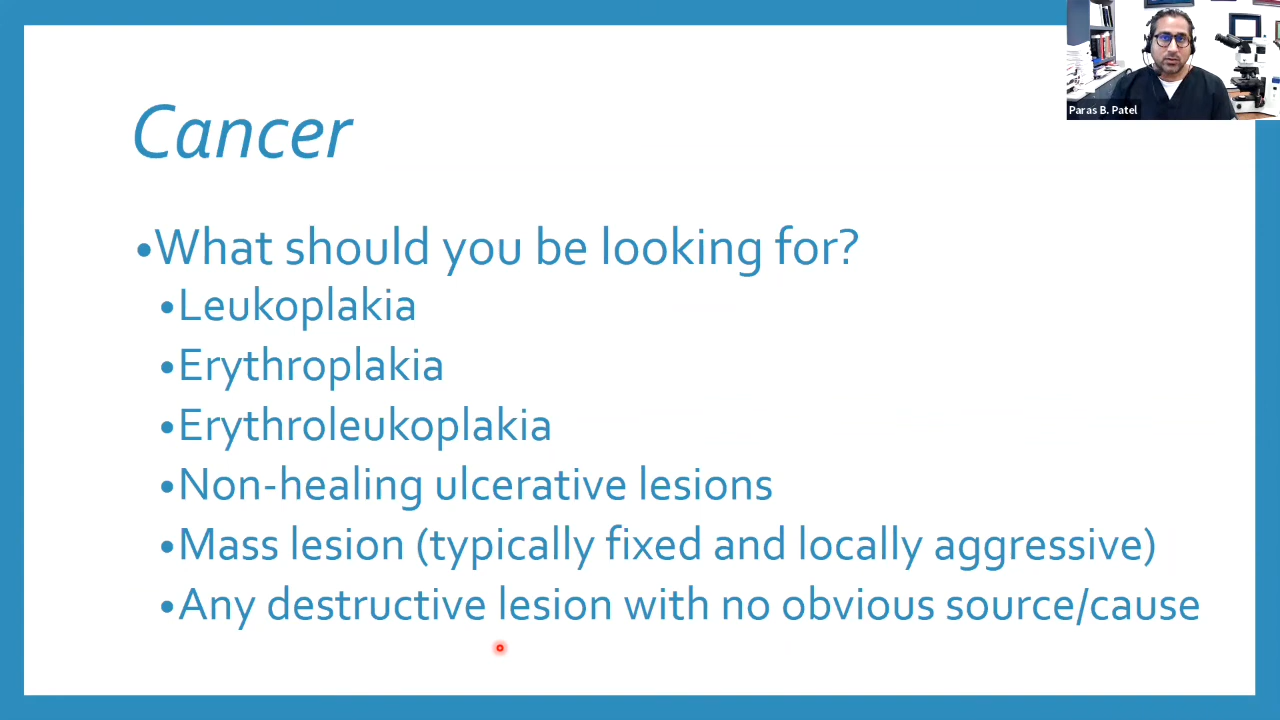 Paras B. Patel
Cancer
•What should you be looking for?
•Leukoplakia
•Erythroplakia
•Erythroleukoplakia
•Non-healing ulcerative lesions
•Mass lesion (typically fixed and locally aggressive)
•Any destructive lesion with no obvious source/cause